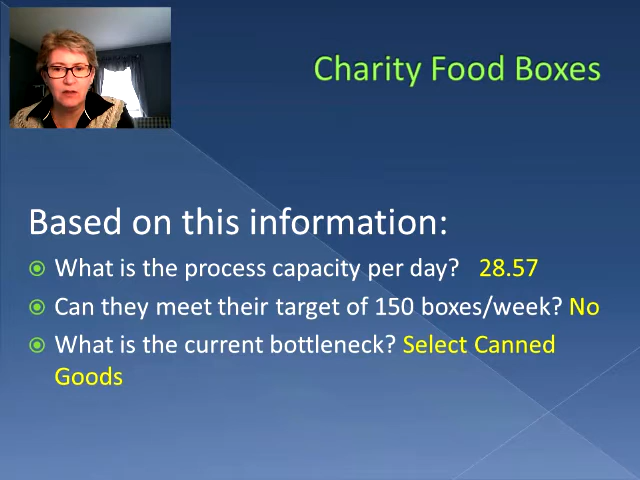 Charity Food Boxes
Based on this information:
What is the process capacity per day? 28.57
Can they meet their target of 150 boxes/week? No
What is the current bottleneck? Select Canned
Goods